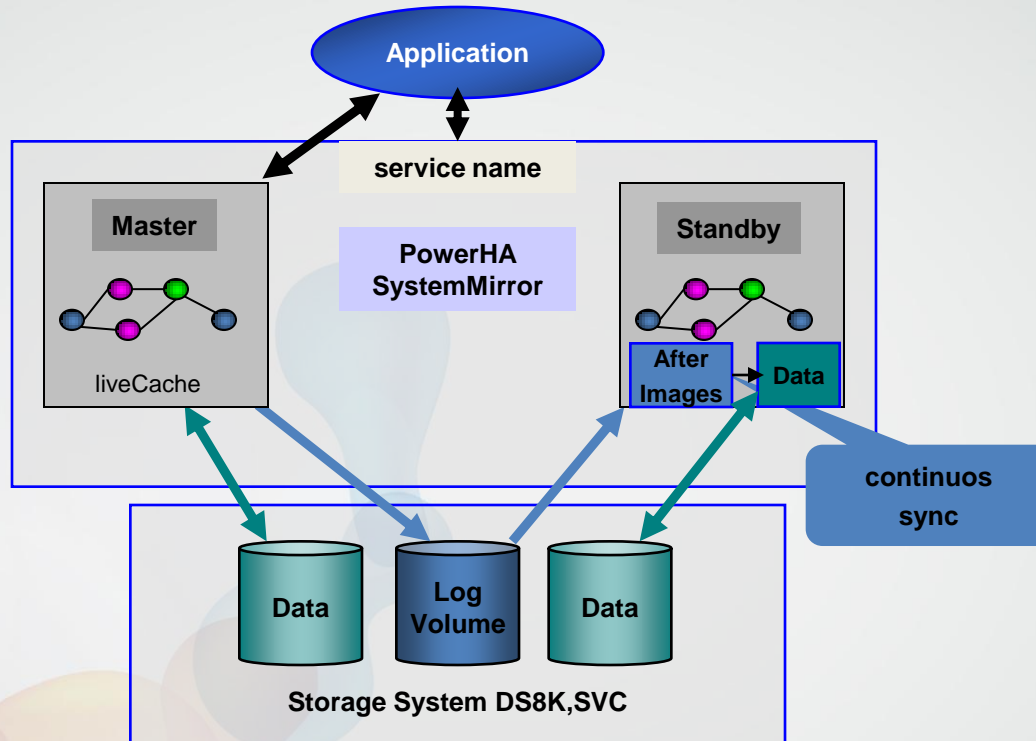 Application
service name
Master
PowerHA
SystemMirror
Standby
liveCache
After
Images
Data
continuos
sync
Data
Log
Volume
Data
Storage System DS8K,SVC